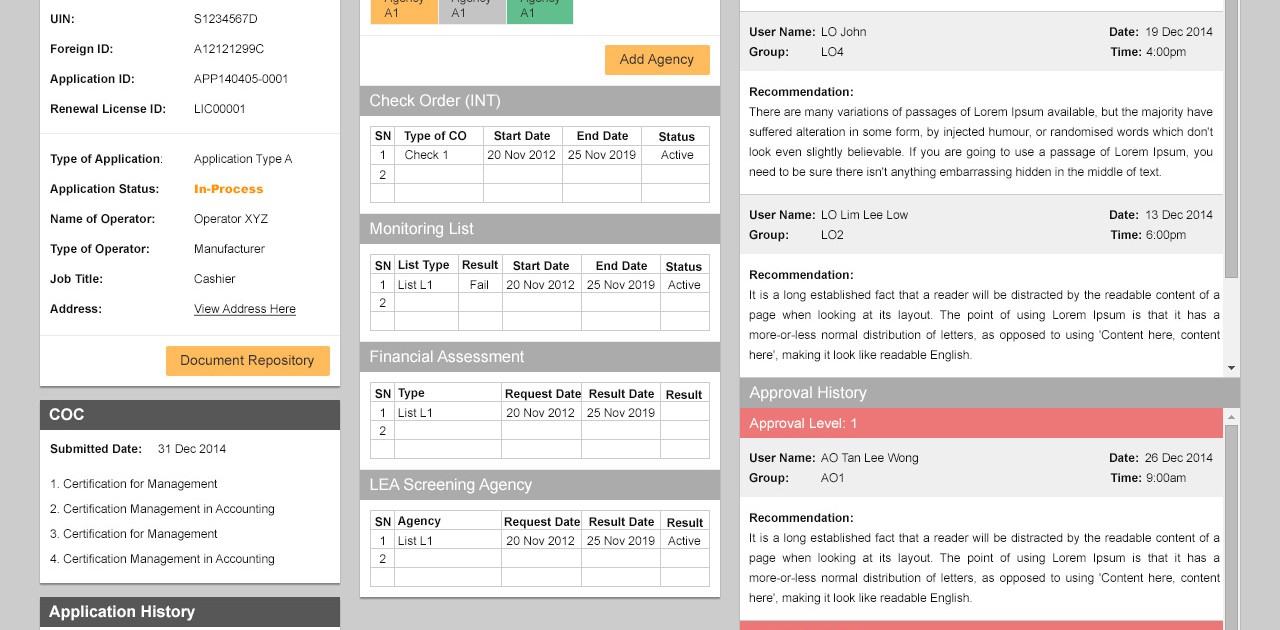 UIN: S1234567D
Foreign ID: A12121299C
Application ID: APP140405-0001
Renewal License ID: LIC00001
Type of Application: Application Type A
Application Status: In-Process
Name of Operator: Operator XYZ
Type of Operator: Manufacturer
Job Title: Cashier
Address: View Address Here
Document Repository
COC
Submitted Date: 31 Dec 2014
1. Certification for Management
2. Certification Management in Accounting
3. Certification for Management
4. Certification Management in Accounting
Application History
Agency Agency Agency
A1 A1 A1
Add Agency
Check Order (INT)
SN Type of CO Start Date End Date Status
1 Check 1 20 Nov 2012 25 Nov 2019 Active
2
Monitoring List
SN List Type Result Start Date End Date Status
1 List L1 Fail 20 Nov 2012 25 Nov 2019 Active
2
Financial Assessment
SN Type Request Date Result Date Result
1 List L1 20 Nov 2012 25 Nov 2019
2
LEA Screening Agency
SN Agency Request Date Result Date Result
1 List L1 20 Nov 2012 25 Nov 2019 Active
2
User Name: LO John Date: 19 Dec 2014
Group: LO4 Time: 4:00pm
Recommendation:
There are many variations of passages of Lorem Ipsum available, but the majority have
suffered alteration in some form, by injected humour, or randomised words which don't
look even slightly believable. If you are going to use a passage of Lorem Ipsum, you
need to be sure there isn't anything embarrassing hidden in the middle of text.
User Name: LO Lim Lee Low Date: 13 Dec 2014
Group: LO2 Time: 6:00pm
Recommendation:
It is a long established fact that a reader will be distracted by the readable content of a
page when looking at its layout. The point of using Lorem Ipsum is that it has a
more-or-less normal distribution of letters, as opposed to using 'Content here, content
here', making it look like readable English.
Approval History
Approval Level: 1
User Name: AO Tan Lee Wong Date: 26 Dec 2014
Group: AO1 Time: 9:00am
Recommendation:
It is a long established fact that a reader will be distracted by the readable content of a
page when looking at its layout. The point of using Lorem Ipsum is that it has a
more-or-less normal distribution of letters, as opposed to using 'Content here, content
here', making it look like readable English.